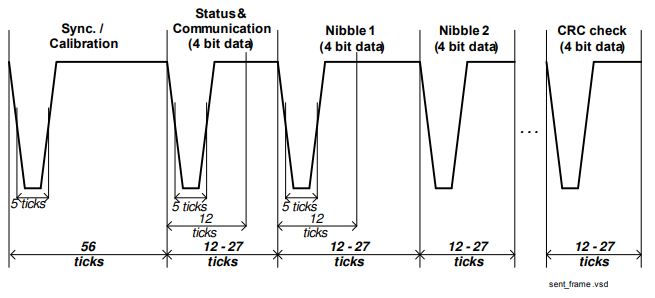 Sync. /
Calibration
Status &
Communication
(4 bit data)
Nibble 1
(4 bit data)
Nibble 2
(4 bit data)
CRC check
(4 bit data)
. . .
5 ticks
5 ticks
12
ticks
5 ticks
12
ticks
56
ticks
12 - 27
ticks
12 - 27
ticks
12 - 27
ticks
12 - 27
ticks
sent_frame.vsd